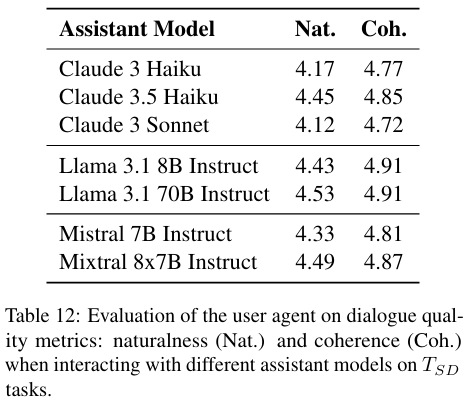 Assistant Model Nat. Coh.
Claude 3 Haiku 4.17 4.77
Claude 3.5 Haiku 4.45 4.85
Claude 3 Sonnet 4.12 4.72
Llama 3.1 8B Instruct 4.43 4.91
Llama 3.1 70B Instruct 4.53 4.91
Mistral 7B Instruct 4.33 4.81
Mixtral 8x7B Instruct 4.49 4.87
Table 12: Evaluation of the user agent on dialogue qual-
ity metrics: naturalness (Nat.) and coherence (Coh.)
when interacting with different assistant models on T_{SD}
tasks.